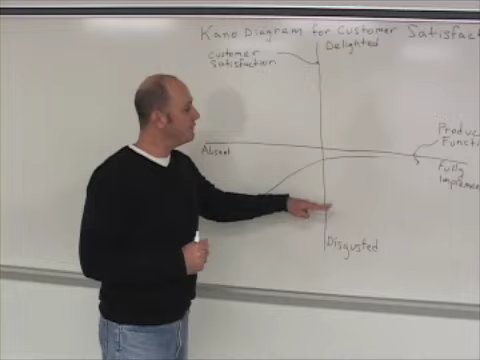 Kano Diagram for Customer Satisfact
Delighted
Customer
Satisfaction
Produc
Functi
Absent
Fully
Implemen
Disgusted